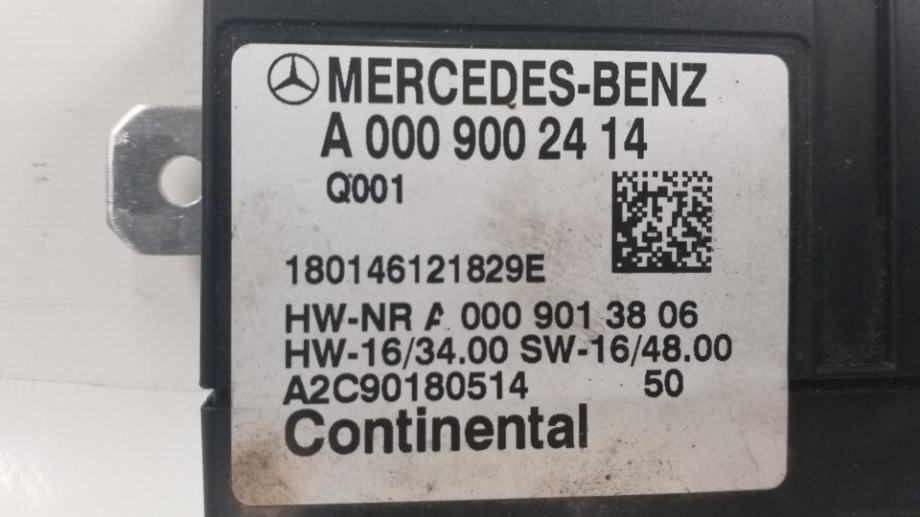 MERCEDES-BENZ
A 000 900 24 14
Q001
180146121829E
HW-NR A 000 901 38 06
HW-16/34.00 SW-16/48.00
A2C90180514 50
Continental